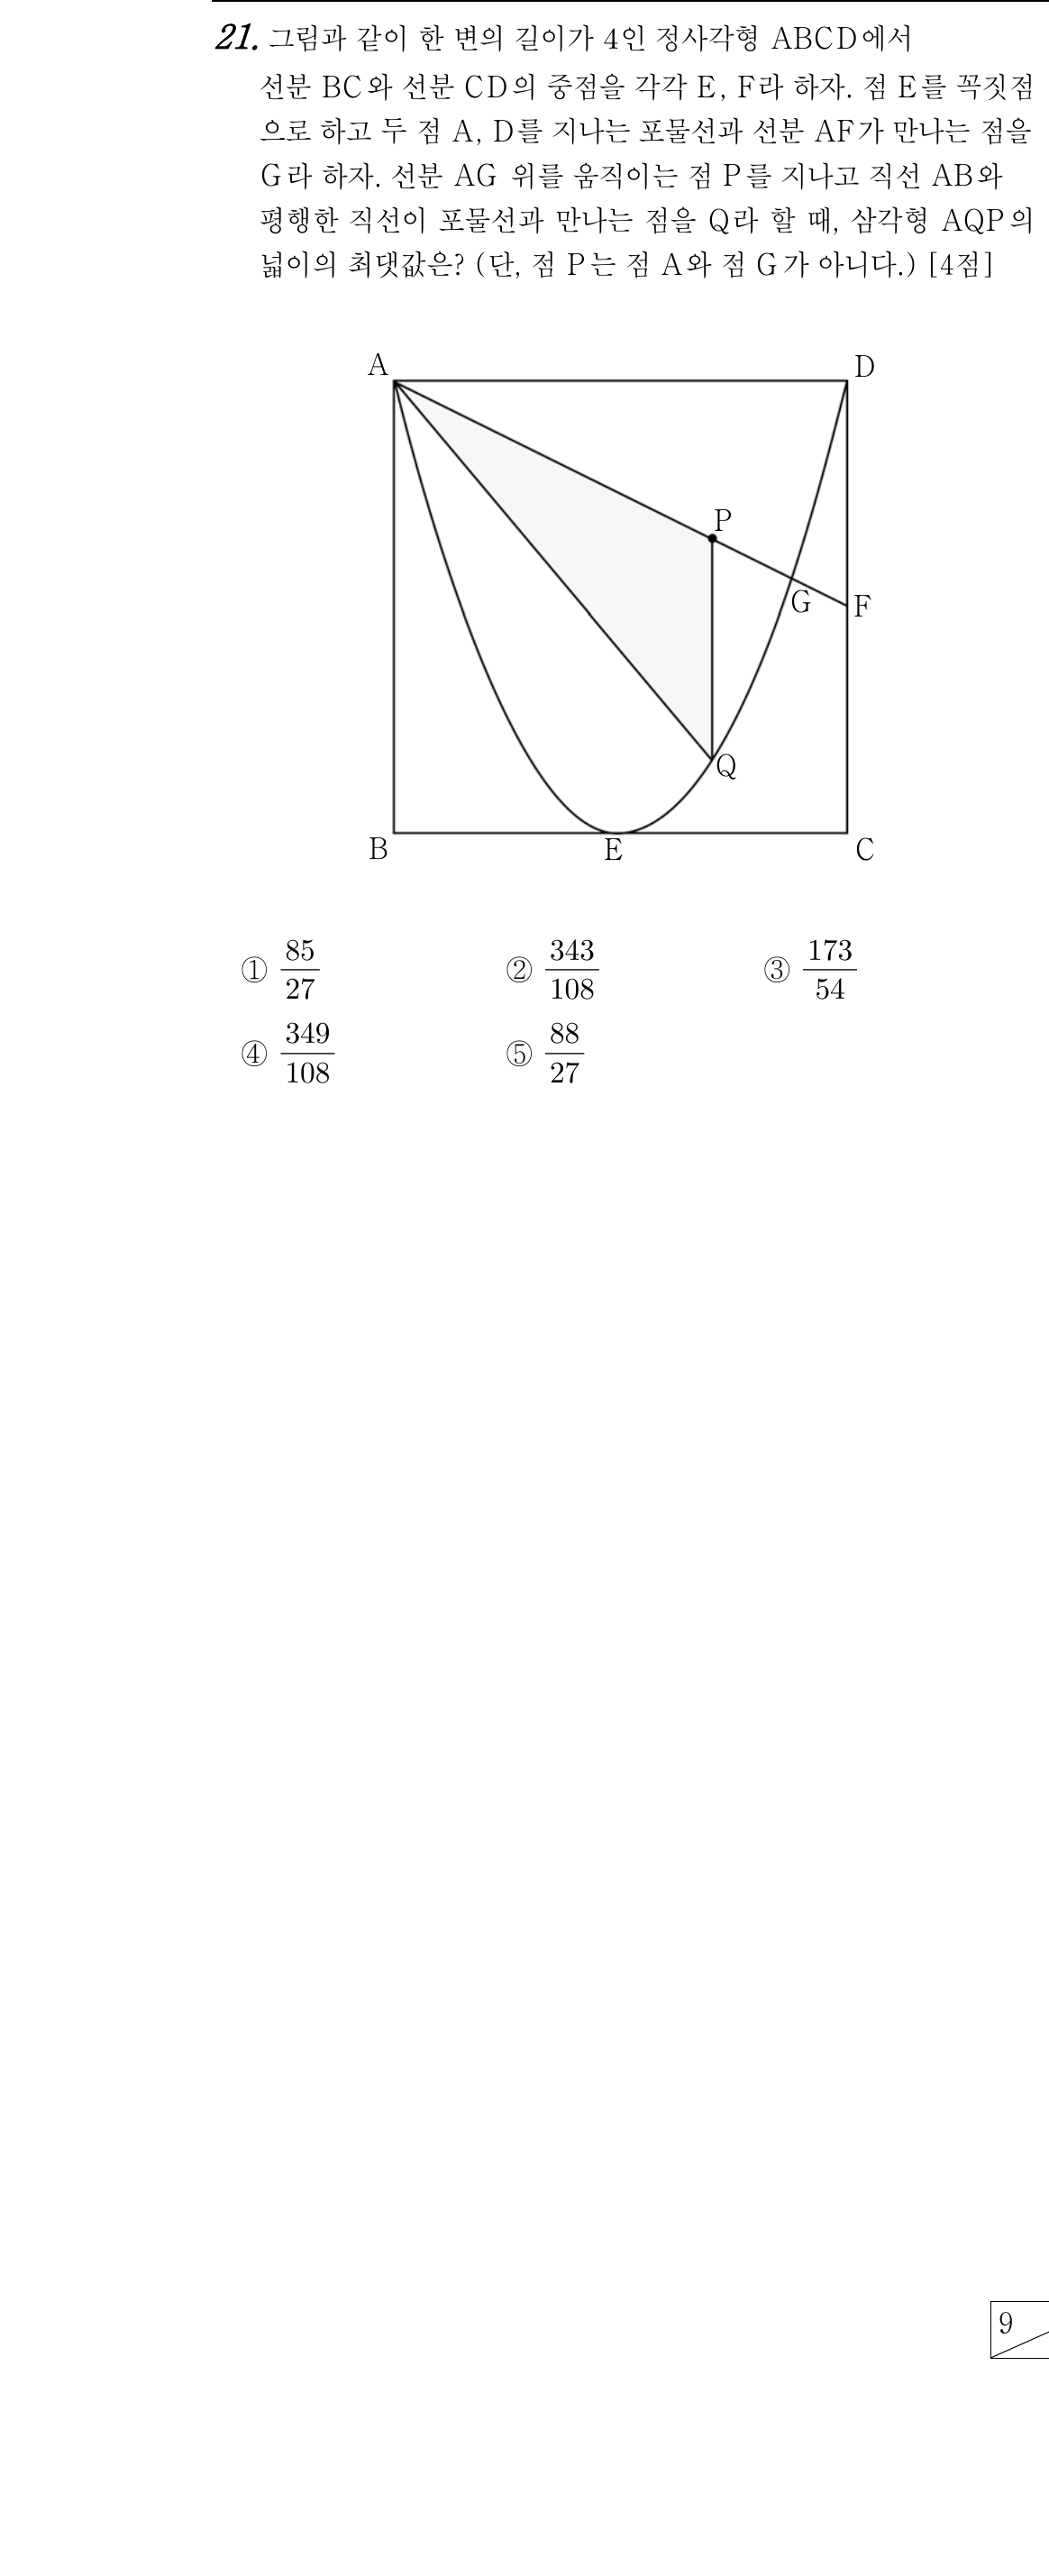 21. 그림과 같이 한 변의 길이가 4인 정사각형 ABCD에서
선분 BC와 선분 CD의 중점을 각각 E, F라 하자. 점 E를 꼭짓점
으로 하고 두 점 A, D를 지나는 포물선과 선분 AF가 만나는 점을
G라 하자. 선분 AG 위를 움직이는 점 P를 지나고 직선 AB와
평행한 직선이 포물선과 만나는 점을 Q라 할 때, 삼각형 AQP의
넓이의 최댓값은? (단, 점 P는 점 A와 점 G가 아니다.) [4점]
A
D
P
G
F
Q
B
E
C
① 85/27
② 343/108
③ 173/54
④ 349/108
⑤ 88/27
9